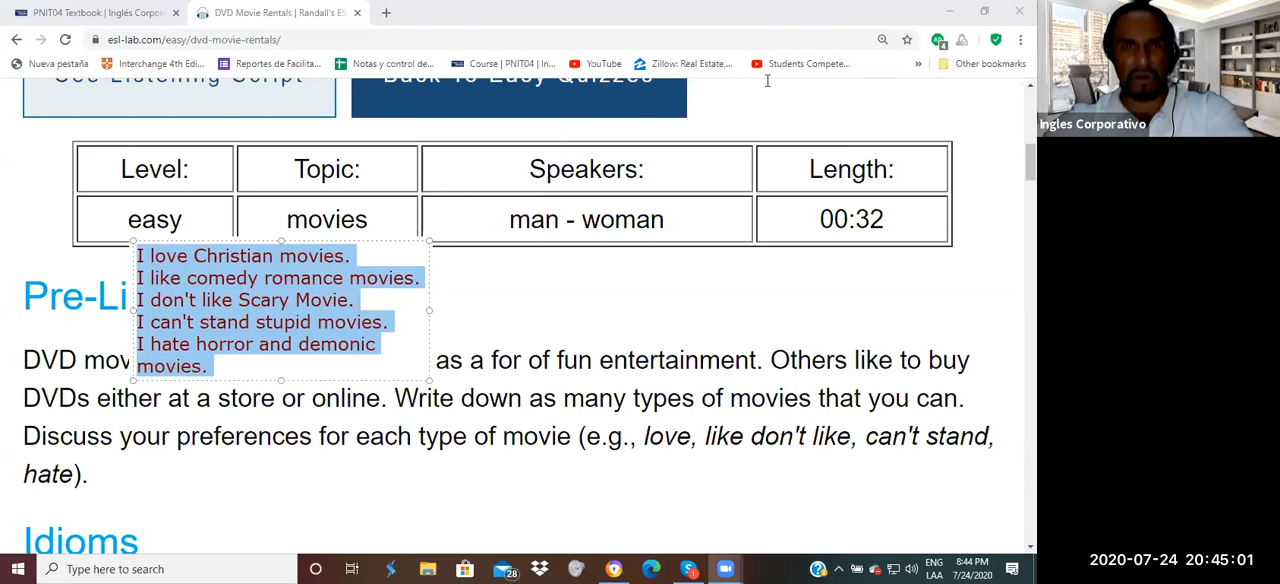 PNIT04 Textbook | Inglés Corpor
DVD Movie Rentals | Randall's ES
esl-lab.com/easy/dvd-movie-rentals/
Nueva pestaña
Interchange 4th Edi...
Reportes de Facilita...
Notas y control de...
Course | PNIT04 | In...
YouTube
Zillow: Real Estate,...
Students Compete...
»
Other bookmarks
See Listening Script
Back To Easy Quizzes
Level: Topic: Speakers: Length:
easy movies man - woman 00:32
I love Christian movies.
I like comedy romance movies.
I don't like Scary Movie.
I can't stand stupid movies.
I hate horror and demonic
movies.
Pre-Li
DVD mov as a for of fun entertainment. Others like to buy
DVDs either at a store or online. Write down as many types of movies that you can.
Discuss your preferences for each type of movie (e.g., love, like don't like, can't stand,
hate).
Idioms
Ingles Corporativo
Type here to search
28
ENG
LAA
8:44 PM
7/24/2020
2020-07-24 20:45:01